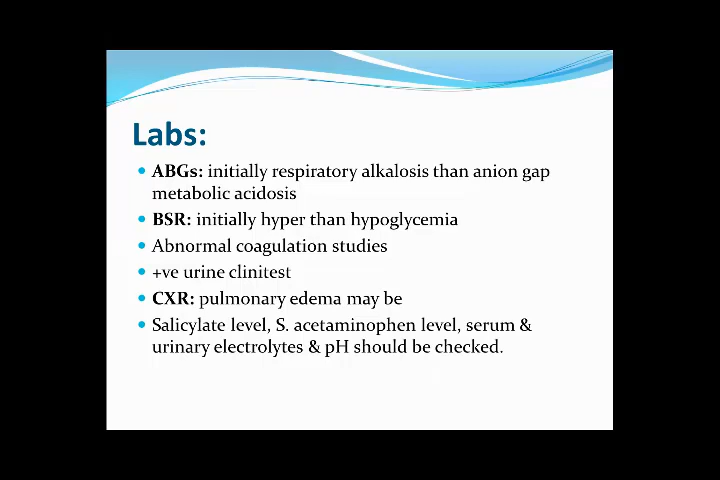 Labs:
ABGs: initially respiratory alkalosis than anion gap
metabolic acidosis
BSR: initially hyper than hypoglycemia
Abnormal coagulation studies
+ve urine clinitest
CXR: pulmonary edema may be
Salicylate level, S. acetaminophen level, serum &
urinary electrolytes & pH should be checked.